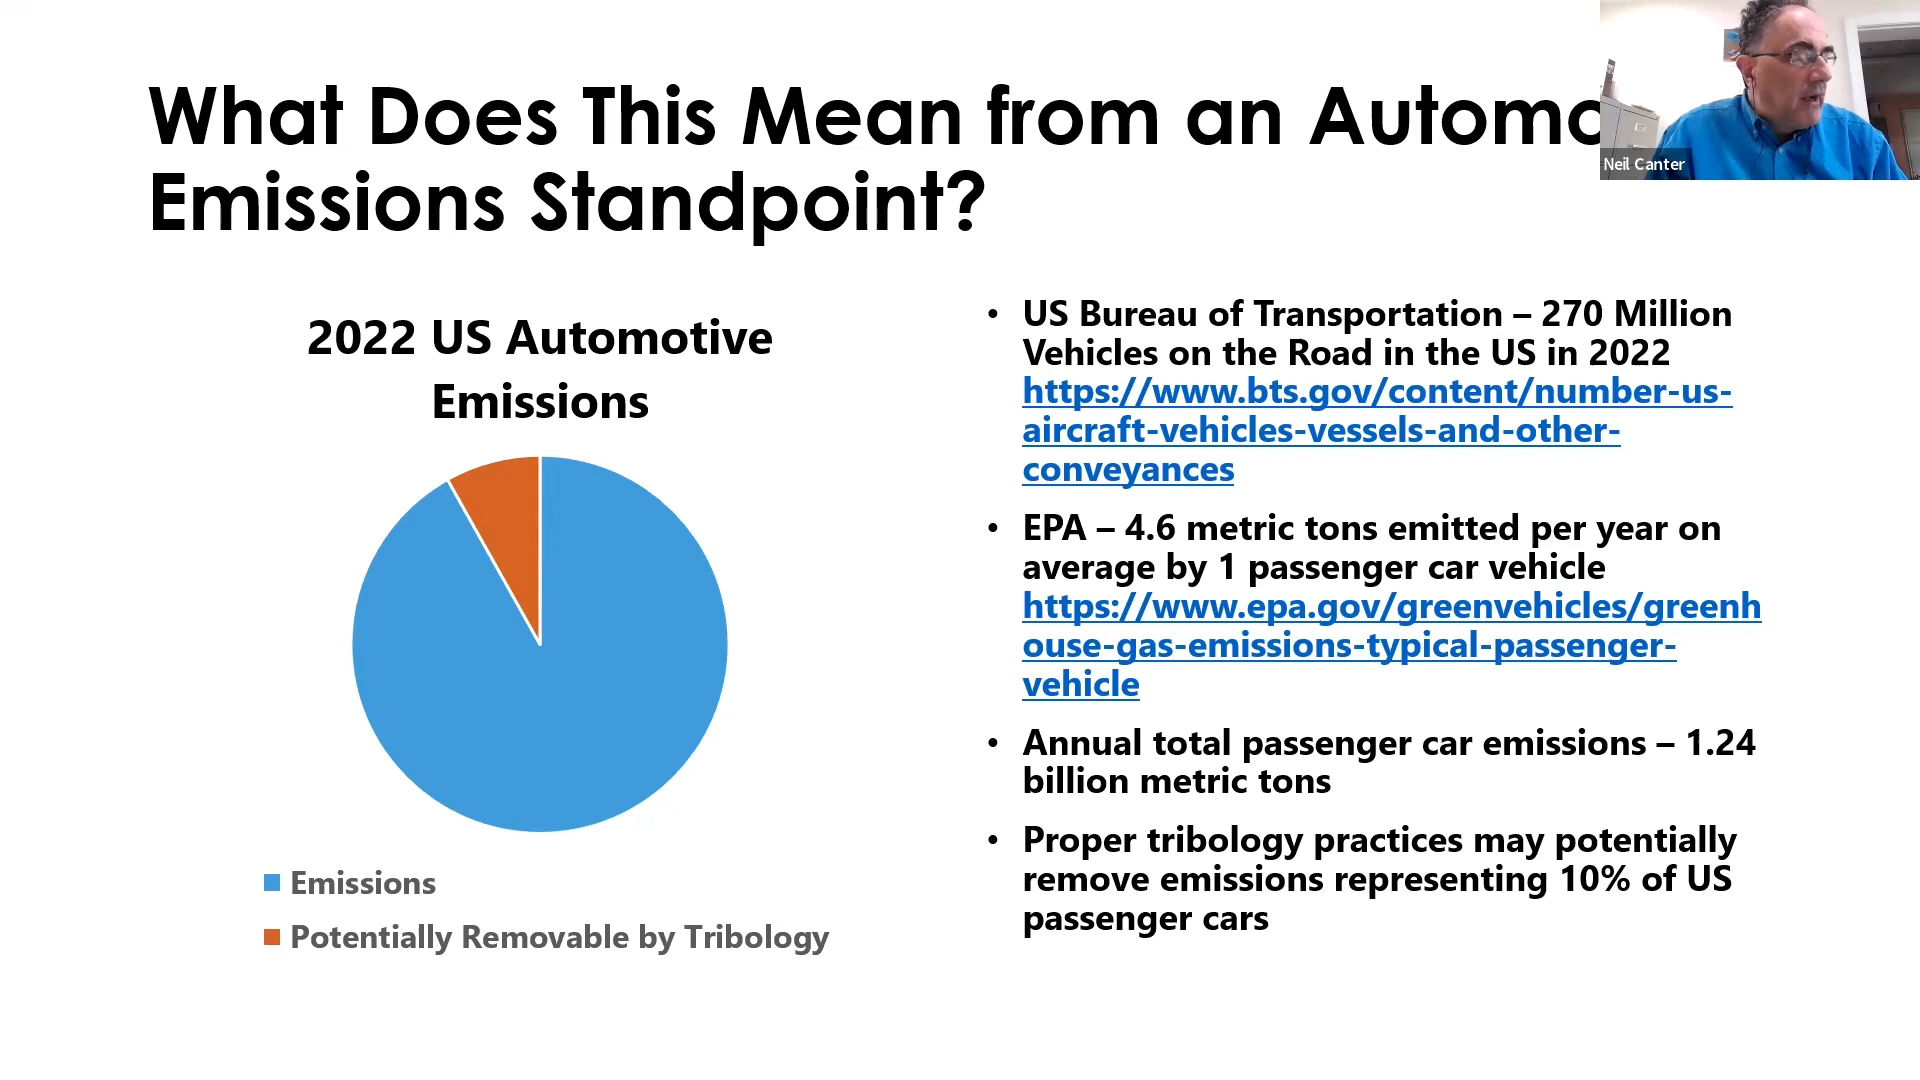 What Does This Mean from an Automo
Emissions Standpoint?
Neil Canter
2022 US Automotive
Emissions
Emissions
Potentially Removable by Tribology
• US Bureau of Transportation – 270 Million
Vehicles on the Road in the US in 2022
https://www.bts.gov/content/number-us-
aircraft-vehicles-vessels-and-other-
conveyances
• EPA – 4.6 metric tons emitted per year on
average by 1 passenger car vehicle
https://www.epa.gov/greenvehicles/greenh
ouse-gas-emissions-typical-passenger-
vehicle
• Annual total passenger car emissions – 1.24
billion metric tons
• Proper tribology practices may potentially
remove emissions representing 10% of US
passenger cars